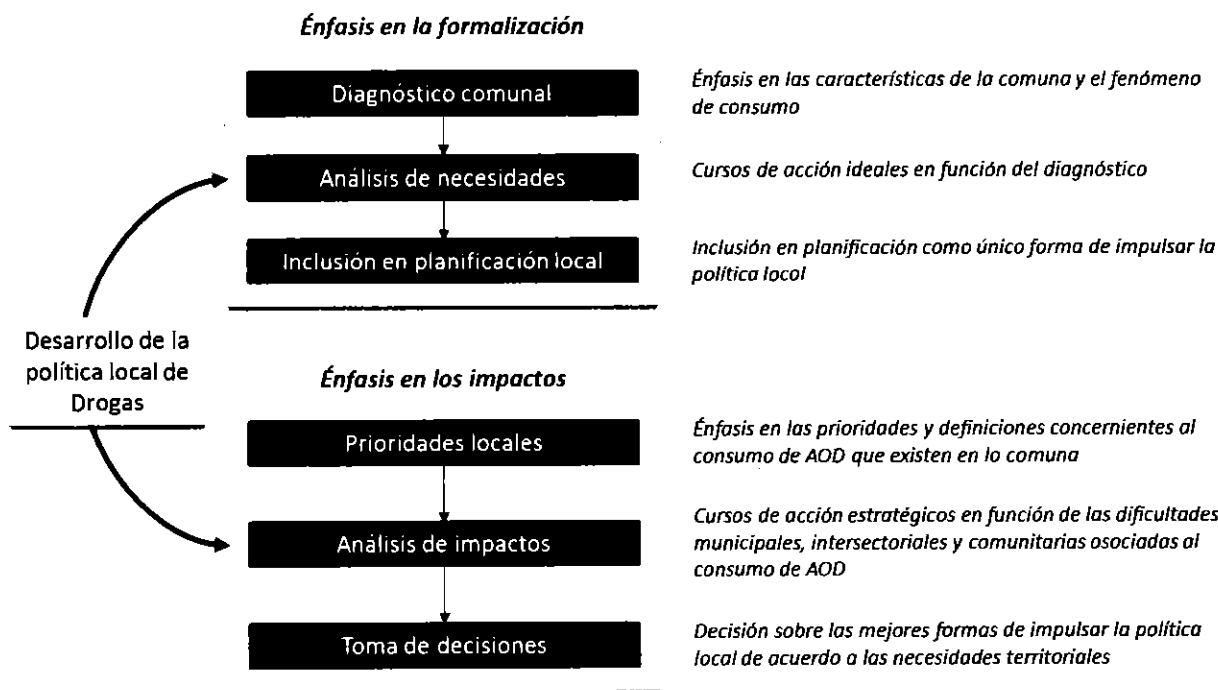 Énfasis en la formalización
Diagnóstico comunal
Énfasis en las características de la comuna y el fenómeno
de consumo
Análisis de necesidades
Cursos de acción ideales en función del diagnóstico
Inclusión en planificación local
Inclusión en planificación como único forma de impulsar la
política locol
Desarrollo de la
política local de
Drogas
Énfasis en los impactos
Prioridades locales
Énfasis en las prioridades y definiciones concernientes al
consumo de AOD que existen en lo comuna
Análisis de impactos
Cursos de acción estratégicos en función de las dificultades
municipales, intersectoriales y comunitarias osociadas al
consumo de AOD
Toma de decisiones
Decisión sobre las mejores formas de impulsar la política
local de acuerdo a las necesidades territoriales